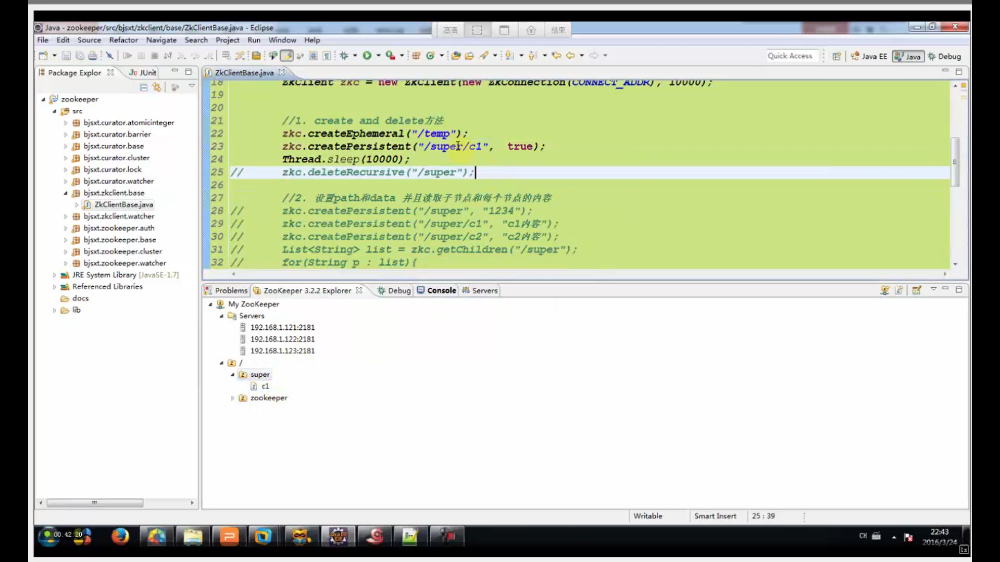 Java - zookeeper/src/bjsxt/zkclient/base/ZkClientBase.java - Eclipse
高清
结束
File Edit Source Refactor Navigate Search Project Run Window Help
Quick Access
Java EE
Java
Debug
Package Explor
JUnit
zookeeper
src
bjsxt.curator.atomicinteger
bjsxt.curator.barrier
bjsxt.curator.base
bjsxt.curator.cluster
bjsxt.curator.lock
bjsxt.curator.watcher
bjsxt.zkclient.base
ZkClientBase.java
bjsxt.zkclient.watcher
bjsxt.zookeeper.auth
bjsxt.zookeeper.base
bjsxt.zookeeper.cluster
bjsxt.zookeeper.watcher
JRE System Library [JavaSE-1.7]
Referenced Libraries
docs
lib
ZkClientBase.java
18 ZkClient zkc = new ZkClient(new ZkConnection(CONNECT_ADDR), 10000);
19
20
21 //1. create and delete方法
22 zkc.createEphemeral("/temp");
23 zkc.createPersistent("/super/c1", true);
24 Thread.sleep(10000);
25 // zkc.deleteRecursive("/super");
26
27 //2. 设置path和data 并且读取子节点和每个节点的内容
28 // zkc.createPersistent("/super", "1234");
29 // zkc.createPersistent("/super/c1", "c1内容");
30 // zkc.createPersistent("/super/c2", "c2内容");
31 // List<String> list = zkc.getChildren("/super");
32 // for(String p : list){
Problems
ZooKeeper 3.2.2 Explorer
Debug
Console
Servers
My ZooKeeper
Servers
192.168.1.121:2181
192.168.1.122:2181
192.168.1.123:2181
/
super
c1
zookeeper
Writable
Smart Insert
25 : 39
00:42:20
CH
22:43
2016/3/24
1x